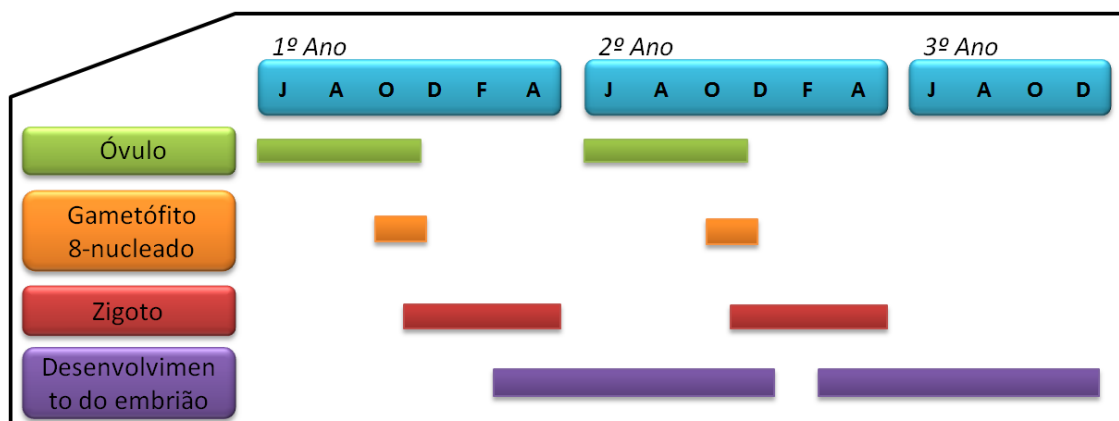 1º Ano 2º Ano 3º Ano
J A O D F A J A O D F A J A O D
Óvulo
Gametófito
8-nucleado
Zigoto
Desenvolvimen
to do embrião